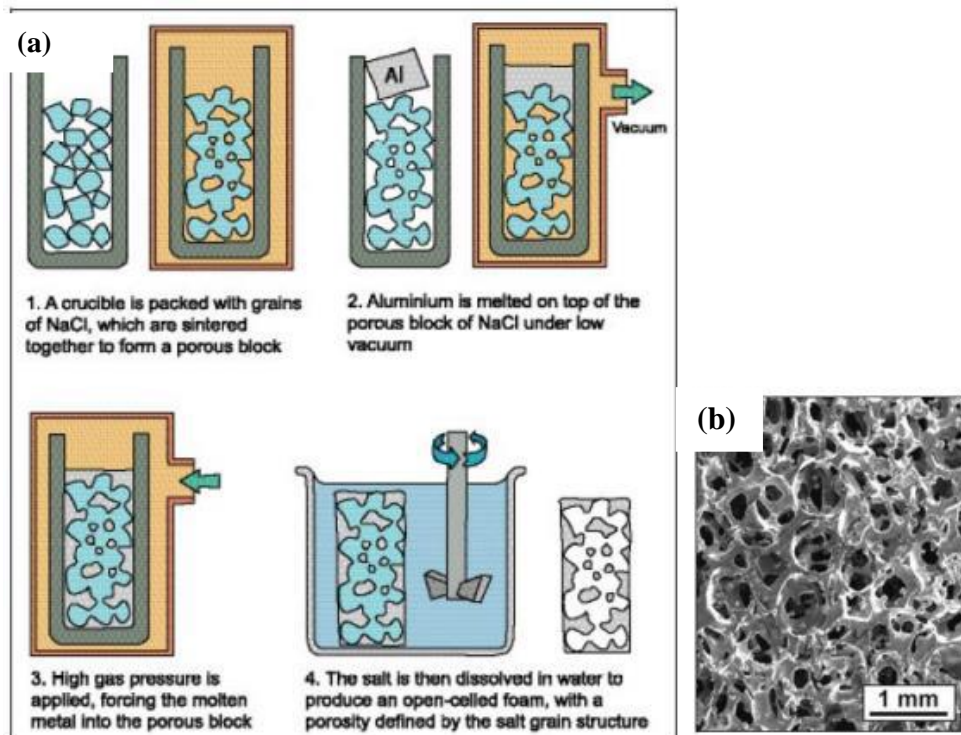 (a)
Al
Vacuum
1. A crucible is packed with grains
of NaCl, which are sintered
together to form a porous block
2. Aluminium is melted on top of the
porous block of NaCl under low
vacuum
3. High gas pressure is
applied, forcing the molten
metal into the porous block
4. The salt is then dissolved in water to
produce an open-celled foam, with a
porosity defined by the salt grain structure
(b)
1 mm